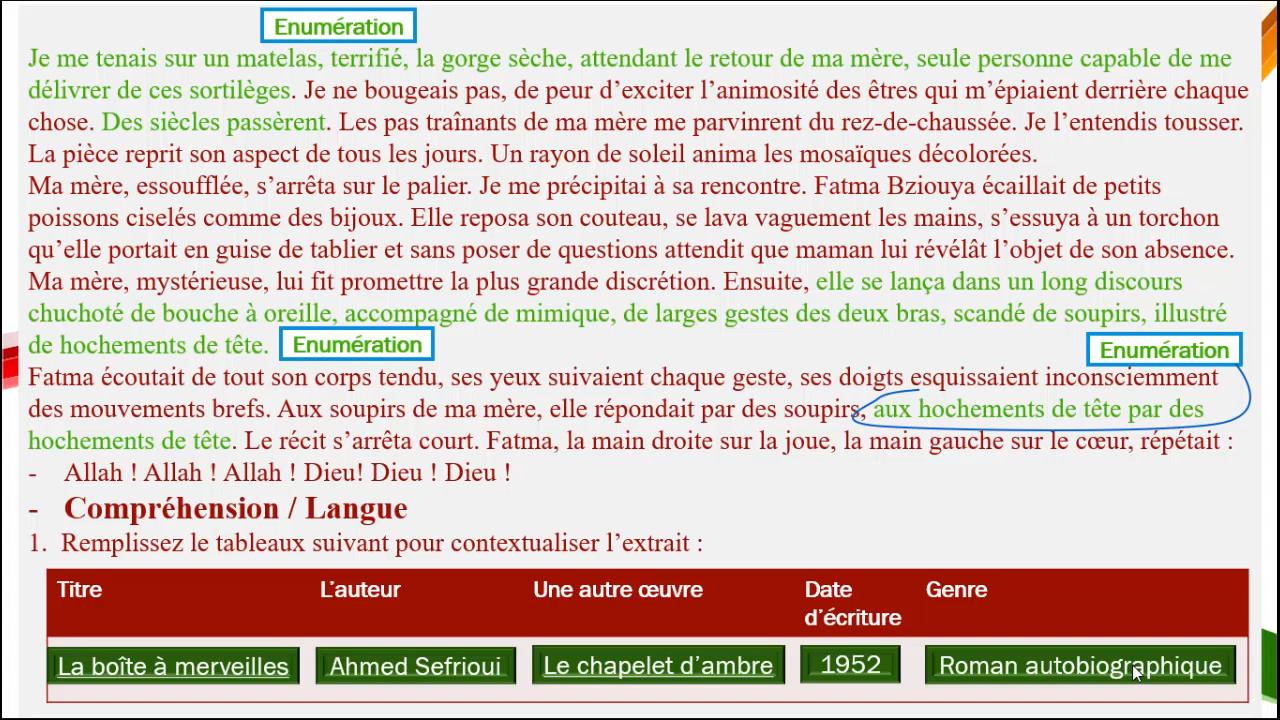 Enumération
Je me tenais sur un matelas, terrifié, la gorge sèche, attendant le retour de ma mère, seule personne capable de me
délivrer de ces sortilèges. Je ne bougeais pas, de peur d’exciter l’animosité des êtres qui m’épiaient derrière chaque
chose. Des siècles passèrent. Les pas traînants de ma mère me parvinrent du rez-de-chaussée. Je l’entendis tousser.
La pièce reprit son aspect de tous les jours. Un rayon de soleil anima les mosaïques décolorées.
Ma mère, essoufflée, s’arrêta sur le palier. Je me précipitai à sa rencontre. Fatma Bziouya écaillait de petits
poissons ciselés comme des bijoux. Elle reposa son couteau, se lava vaguement les mains, s’essuya à un torchon
qu’elle portait en guise de tablier et sans poser de questions attendit que maman lui révélât l’objet de son absence.
Ma mère, mystérieuse, lui fit promettre la plus grande discrétion. Ensuite, elle se lança dans un long discours
chuchoté de bouche à oreille, accompagné de mimique, de larges gestes des deux bras, scandé de soupirs, illustré
de hochements de tête. Enumération
Enumération
Fatma écoutait de tout son corps tendu, ses yeux suivaient chaque geste, ses doigts esquissaient inconsciemment
des mouvements brefs. Aux soupirs de ma mère, elle répondait par des soupirs, aux hochements de tête par des
hochements de tête. Le récit s’arrêta court. Fatma, la main droite sur la joue, la main gauche sur le cœur, répétait :
- Allah ! Allah ! Allah ! Dieu! Dieu ! Dieu !
- Compréhension / Langue
1. Remplissez le tableaux suivant pour contextualiser l’extrait :
Titre L’auteur Une autre œuvre Date d’écriture Genre
La boîte à merveilles Ahmed Sefrioui Le chapelet d’ambre 1952 Roman autobiographique